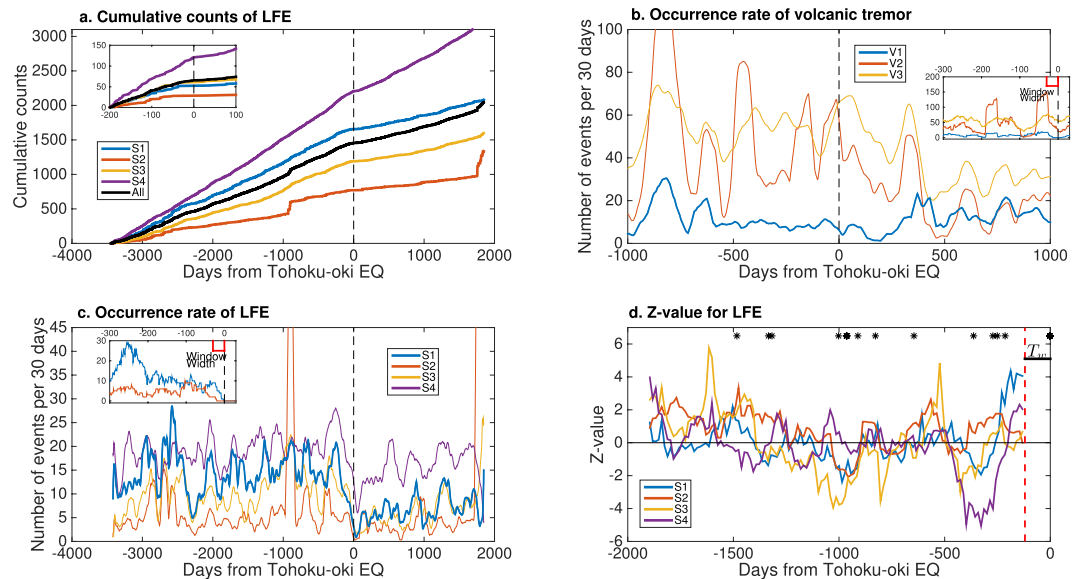 a. Cumulative counts of LFE
Cumulative counts
3000
2500
2000
1500
1000
500
0
-4000 -3000 -2000 -1000 0 1000 2000
Days from Tohoku-oki EQ
150
100
50
0
-200 -100 0 100
S1
S2
S3
S4
All
b. Occurrence rate of volcanic tremor
Number of events per 30 days
100
80
60
40
20
0
-1000 -500 0 500 1000
Days from Tohoku-oki EQ
V1
V2
V3
-300 -200 -100 0
200
150
100
50
0
Window
Width
c. Occurrence rate of LFE
Number of events per 30 days
45
40
35
30
25
20
15
10
5
0
-4000 -3000 -2000 -1000 0 1000 2000
Days from Tohoku-oki EQ
-300 -200 -100 0
30
20
10
0
Window
Width
S1
S2
S3
S4
d. Z-value for LFE
Z-value
6
4
2
0
-2
-4
-6
-2000 -1500 -1000 -500 0
Days from Tohoku-oki EQ
T_w
S1
S2
S3
S4